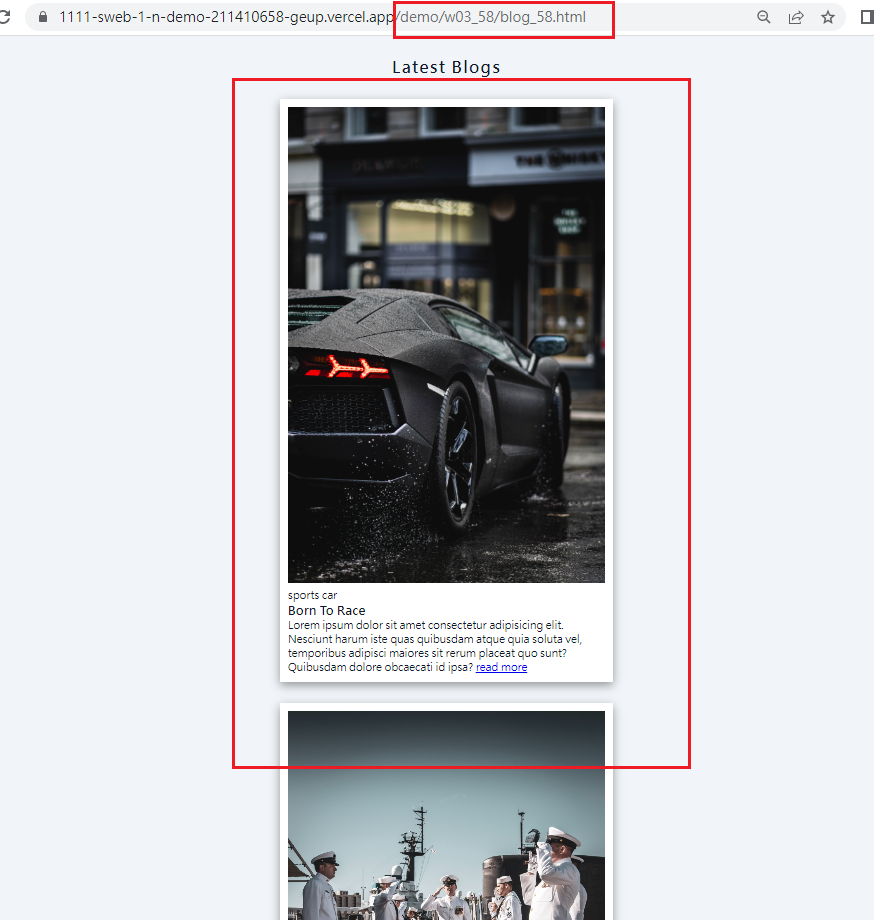 1111-sweb-1-n-demo-211410658-geup.vercel.app/demo/w03_58/blog_58.html
Latest Blogs
THE
sports car
Born To Race
Lorem ipsum dolor sit amet consectetur adipisicing elit.
Nesciunt harum iste quas quibusdam atque quia soluta vel,
temporibus adipisci maiores sit rerum placeat quo sunt?
Quibusdam dolore obcaecati id ipsa? read more